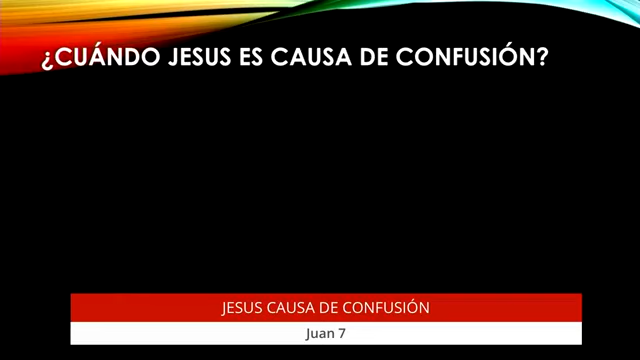 ¿CUÁNDO JESUS ES CAUSA DE CONFUSIÓN?
JESUS CAUSA DE CONFUSIÓN
Juan 7